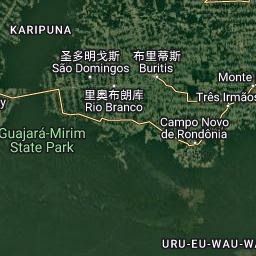 KARIPUNA
圣多明戈斯
São Domingos
布里蒂斯
Buritis
Monte
Três Irmãos
里奥布朗库
Rio Branco
Campo Novo
de Rondônia
Guajará-Mirim
State Park
URU-EU-WAU-WA